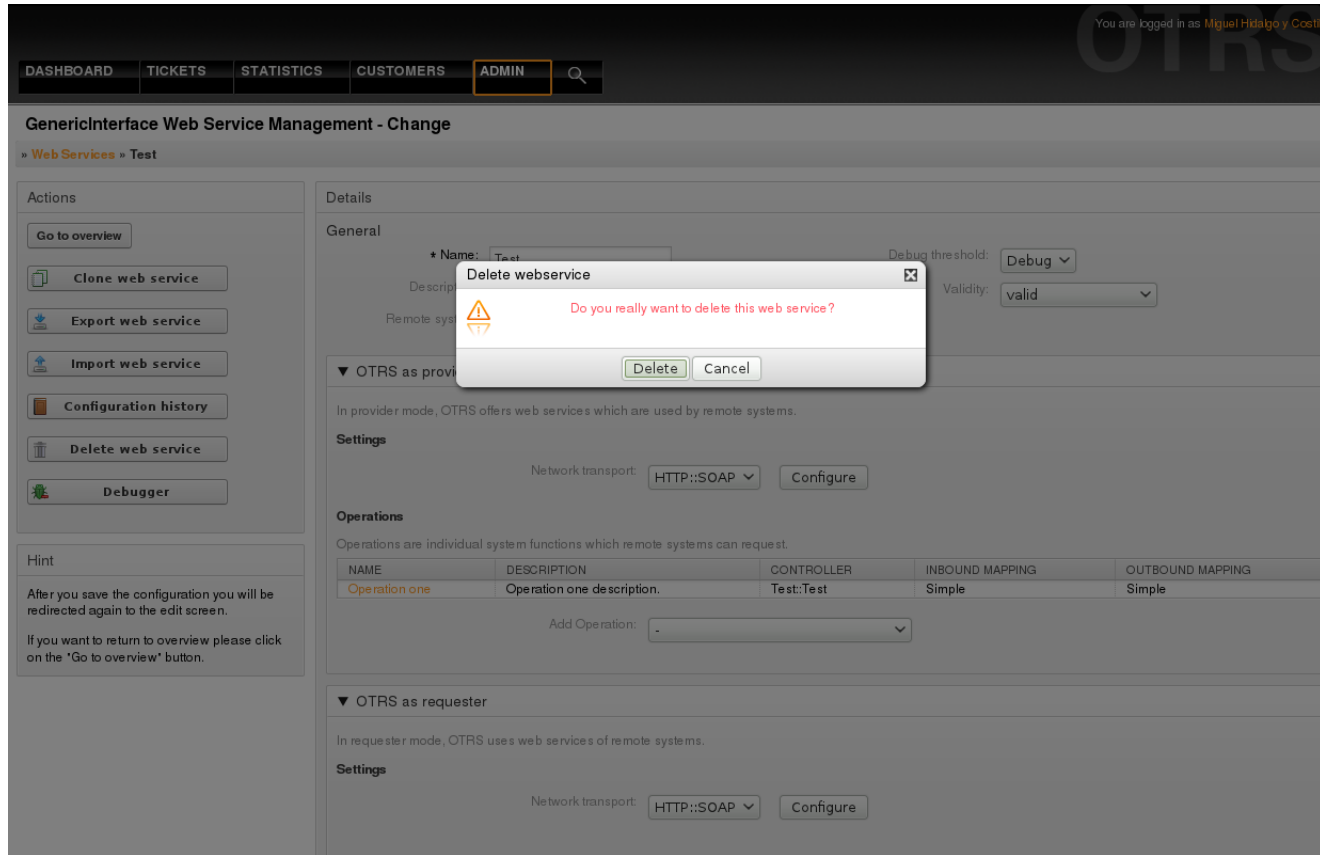 You are logged in as Miguel Hidalgo y
OTRS
DASHBOARD TICKETS STATISTICS CUSTOMERS ADMIN
GenericInterface Web Service Management - Change
» Web Services » Test
Actions
Go to overview
Clone web service
Export web service
Import web service
Configuration history
Delete web service
Debugger
Hint
After you save the configuration you will be
redirected again to the edit screen.
If you want to return to overview please click
on the "Go to overview" button.
Details
General
* Name: Test
Debug threshold: Debug
Validity: valid
Delete webservice
Do you really want to delete this web service?
Delete Cancel
▼ OTRS as
In provider mode, OTRS offers web services which are used by remote systems.
Settings
Network transport: HTTP::SOAP Configure
Operations
Operations are individual system functions which remote systems can request.
NAME DESCRIPTION CONTROLLER INBOUND MAPPING OUTBOUND MAPPING
Operation one Operation one description. Test::Test Simple Simple
Add Operation: -
▼ OTRS as requester
In requester mode, OTRS uses web services of remote systems.
Settings
Network transport: HTTP::SOAP Configure